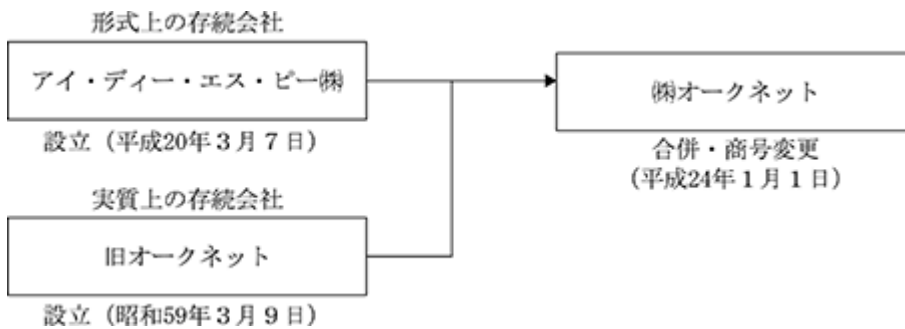 形式上の存続会社
アイ・ディー・エス・ピー㈱
設立（平成20年３月７日）
㈱オークネット
合併・商号変更
（平成24年１月１日）
実質上の存続会社
旧オークネット
設立（昭和59年３月９日）